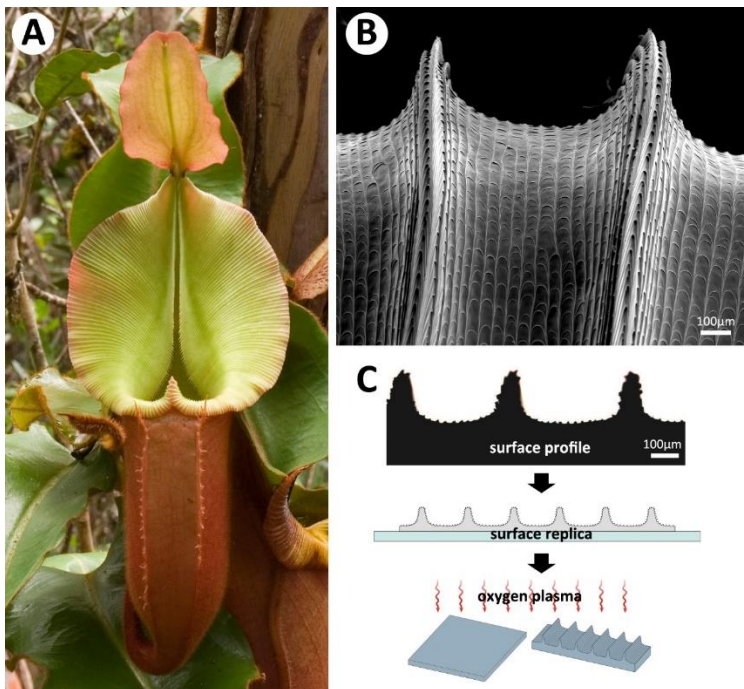 A
B
100µm
C
surface profile
100µm
surface replica
oxygen plasma